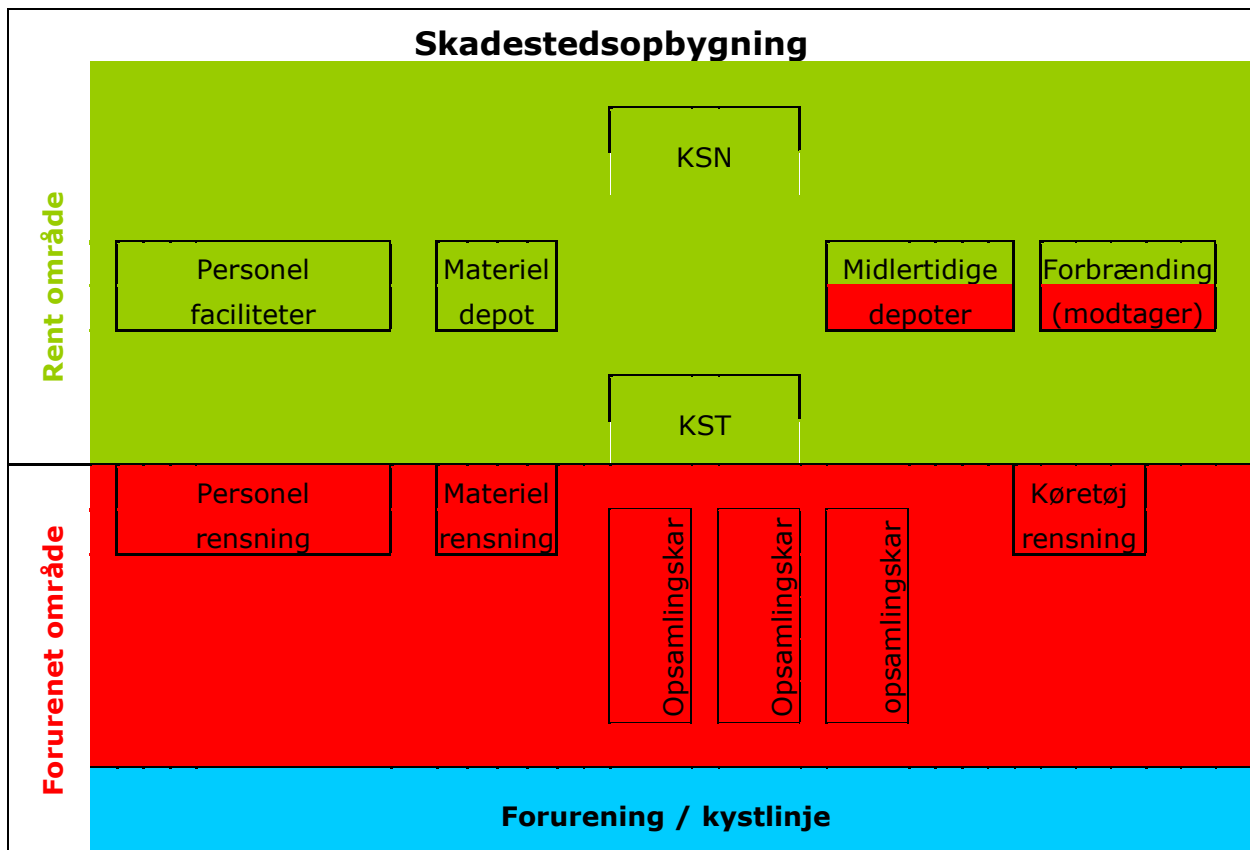 Skadestedsopbygning
Rent område
KSN
Personel
faciliteter
Materiel
depot
Midlertidige
depoter
Forbrænding
(modtager)
KST
Forurenet område
Personel
rensning
Materiel
rensning
Opsamlingskar
Opsamlingskar
opsamlingskar
Køretøj
rensning
Forurening / kystlinje